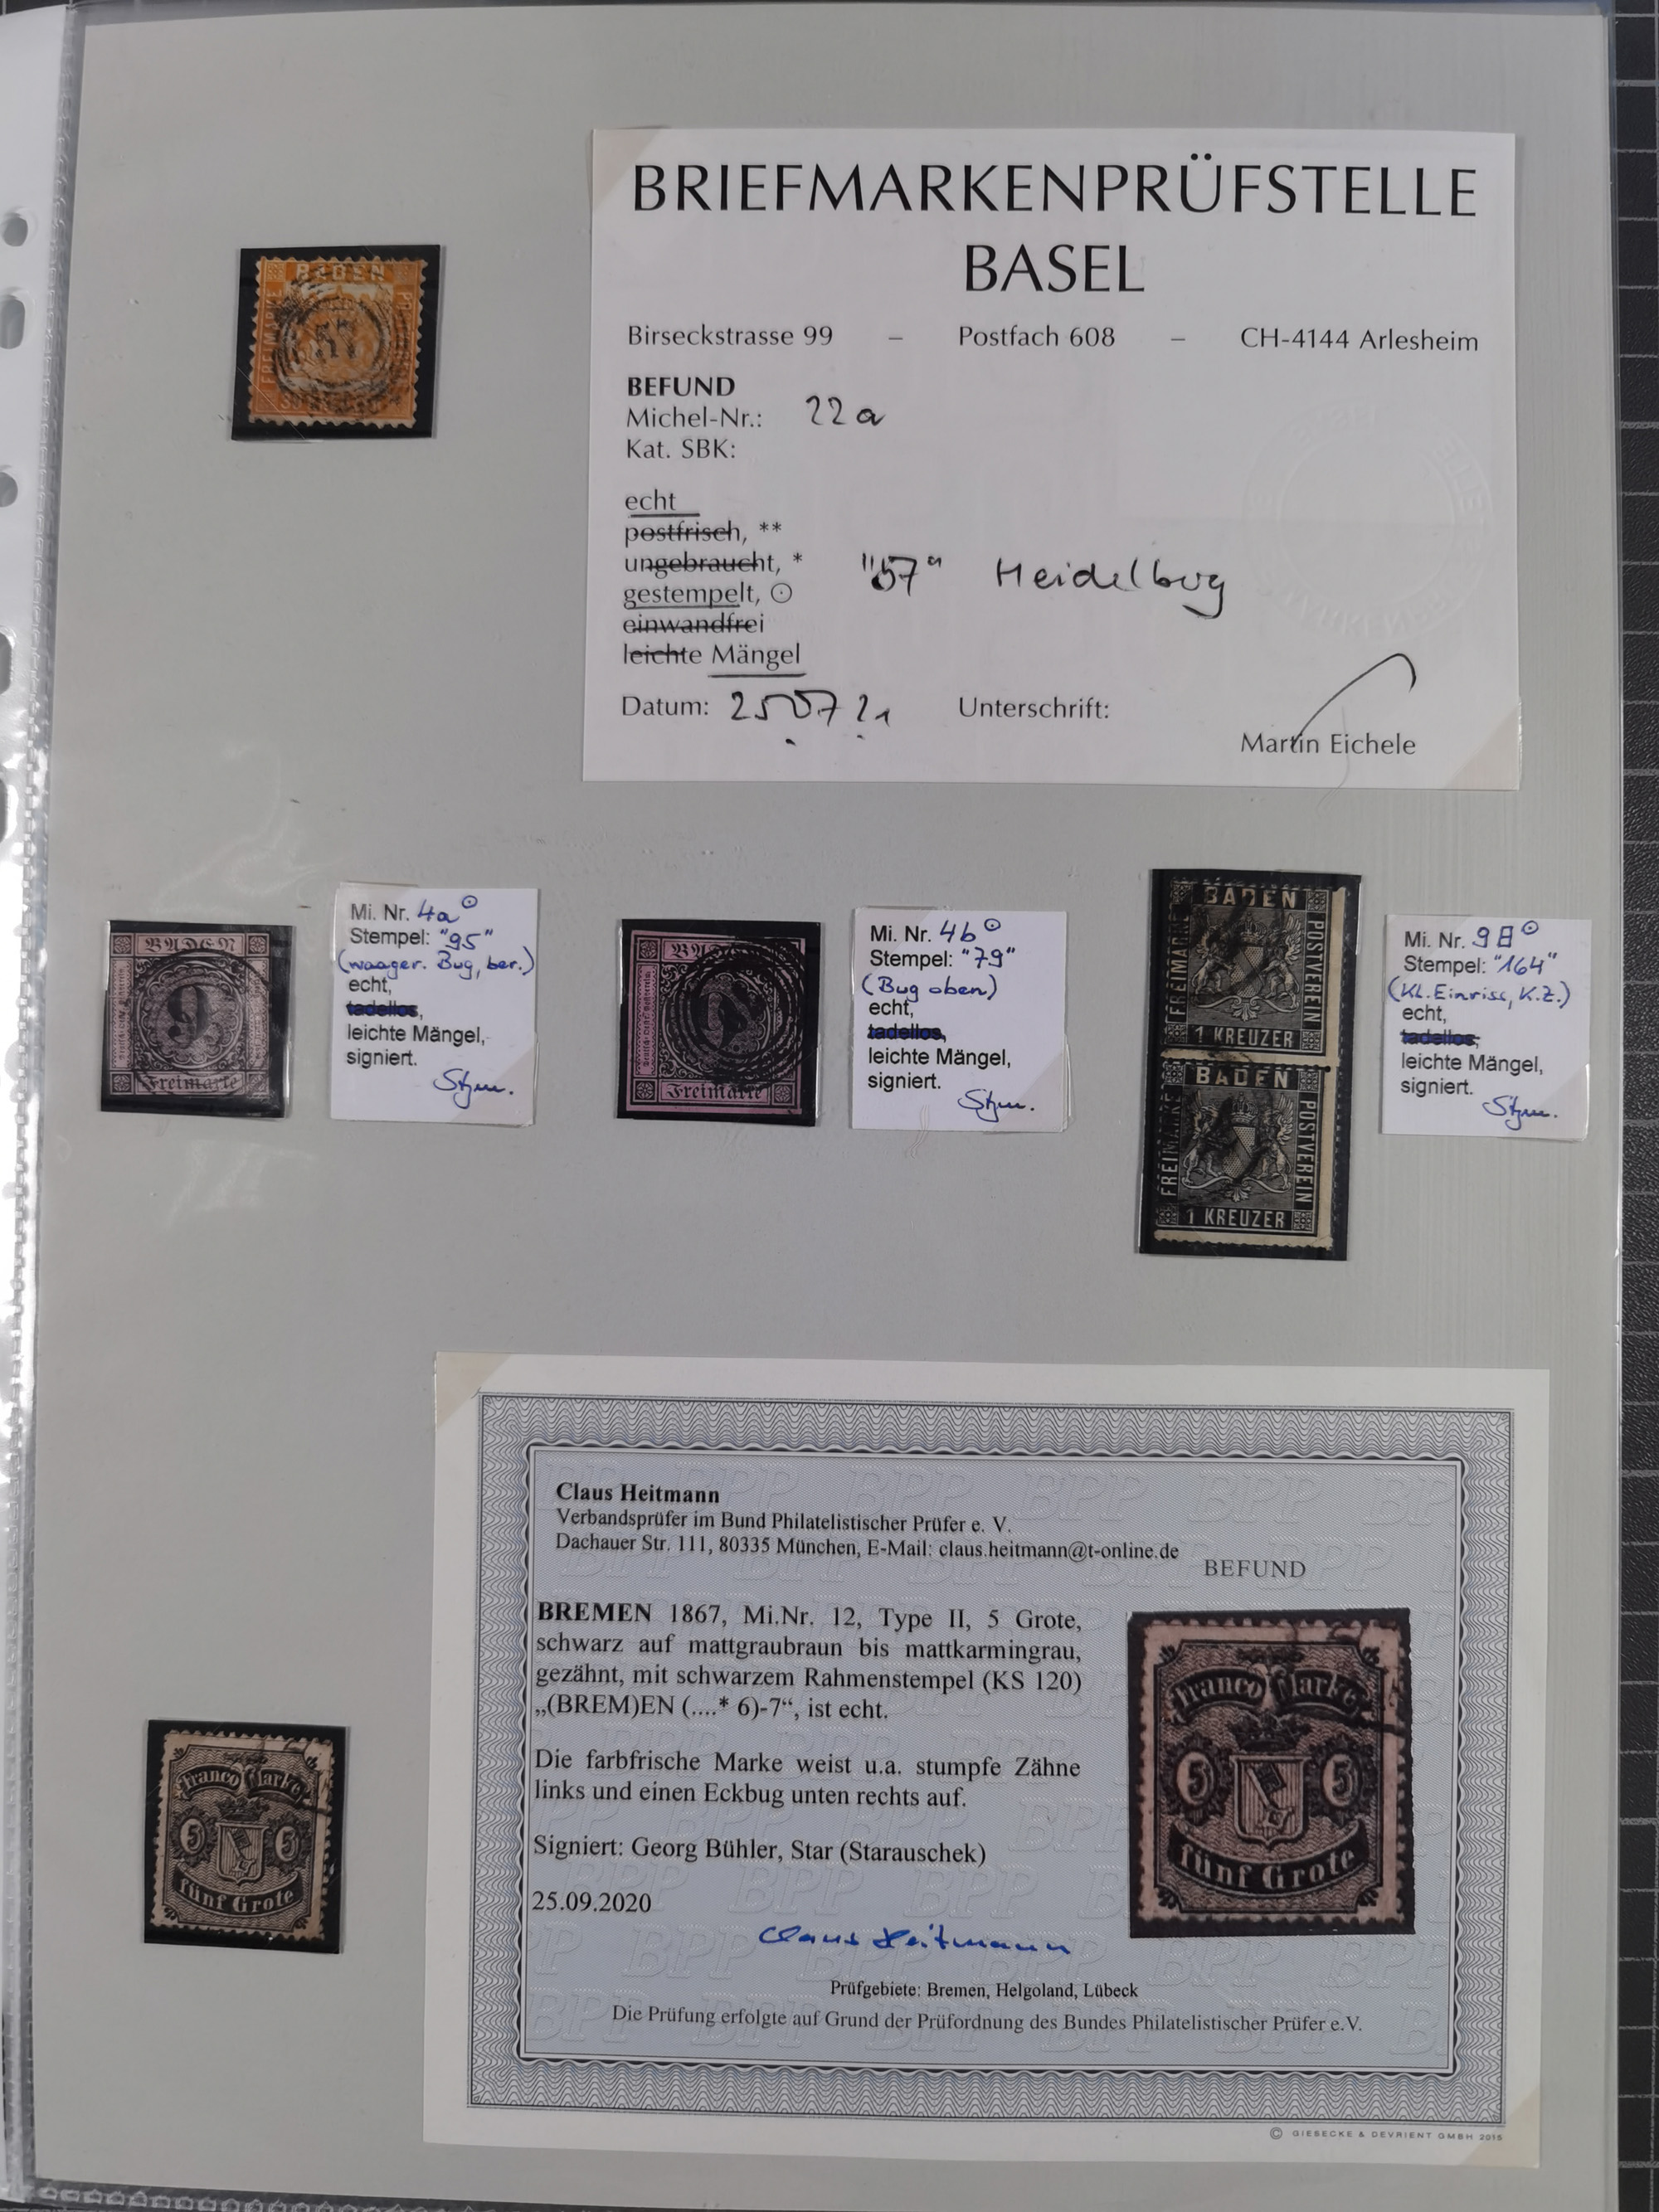 BRIEFMARKENPRÜFSTELLE
BASEL
Birseckstrasse 99 – Postfach 608 – CH-4144 Arlesheim
BEFUND
Michel-Nr.: 22a
Kat. SBK:
echt
postfrisch, **
ungebraucht, *
"57" Heidelberg
gestempelt, ⊙
einwandfrei
leichte Mängel
Datum: 25.07.21 Unterschrift:
Martin Eichele
BADEN
FREIMARKE
57
BADEN
9
Freimarke
Mi. Nr. 4a ⊙
Stempel: "95"
(waager. Bug, ber.)
echt,
tadellos,
leichte Mängel,
signiert.
BADEN
Freimarke
Mi. Nr. 4b ⊙
Stempel: "79"
(Bug oben)
echt,
tadellos,
leichte Mängel,
signiert.
BADEN
FREIMARKE
POSTVEREIN
1 KREUZER
BADEN
FREIMARKE
POSTVEREIN
1 KREUZER
Mi. Nr. 9 ⊙
Stempel: "164"
(Kl. Einriss, K.Z.)
echt,
tadellos,
leichte Mängel,
signiert.
Franco Marke
5 5
fünf Grote
Claus Heitmann
Verbandsprüfer im Bund Philatelistischer Prüfer e. V.
Dachauer Str. 111, 80335 München, E-Mail: claus.heitmann@t-online.de
BEFUND
BREMEN 1867, Mi.Nr. 12, Type II, 5 Grote,
schwarz auf mattgraubraun bis mattkarmingrau,
gezähnt, mit schwarzem Rahmenstempel (KS 120)
„(BREM)EN (....* 6)-7“, ist echt.
Die farbfrische Marke weist u.a. stumpfe Zähne
links und einen Eckbug unten rechts auf.
Signiert: Georg Bühler, Star (Starauschek)
25.09.2020
Claus Heitmann
Franco Marke
5 5
fünf Grote
Prüfgebiete: Bremen, Helgoland, Lübeck
Die Prüfung erfolgte auf Grund der Prüfordnung des Bundes Philatelistischer Prüfer e.V.
© GIESECKE & DEVRIENT GMBH 2015